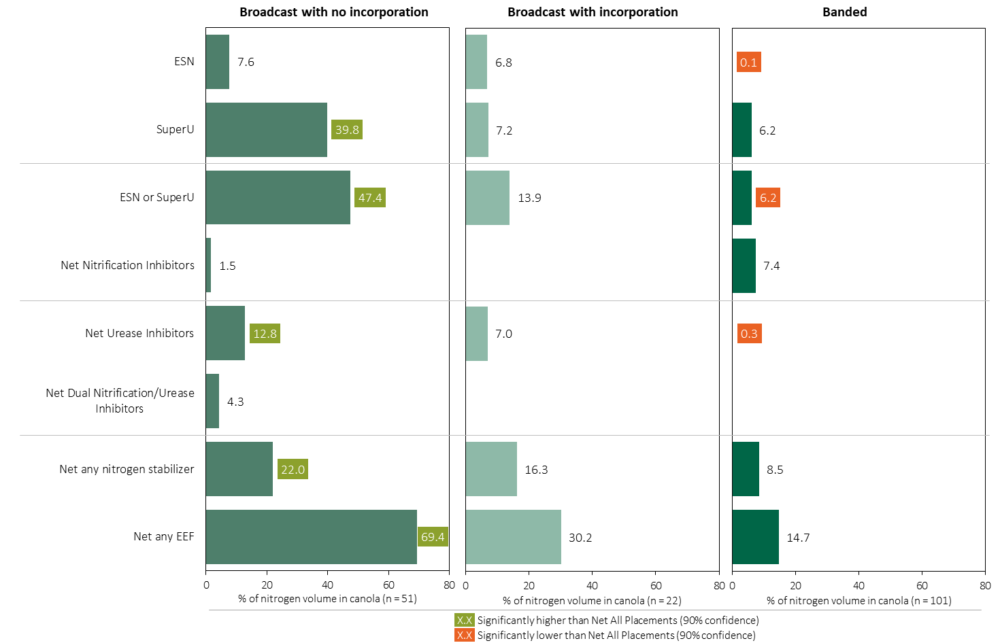 Broadcast with no incorporation
Broadcast with incorporation
Banded
ESN
7.6
6.8
0.1
SuperU
39.8
7.2
6.2
ESN or SuperU
47.4
13.9
6.2
Net Nitrification Inhibitors
1.5
7.4
Net Urease Inhibitors
12.8
7.0
0.3
Net Dual Nitrification/Urease
Inhibitors
4.3
Net any nitrogen stabilizer
22.0
16.3
8.5
Net any EEF
69.4
30.2
14.7
0 20 40 60 80
0 20 40 60 80
0 20 40 60 80
% of nitrogen volume in canola (n = 51)
% of nitrogen volume in canola (n = 22)
% of nitrogen volume in canola (n = 101)
X.X Significantly higher than Net All Placements (90% confidence)
X.X Significantly lower than Net All Placements (90% confidence)